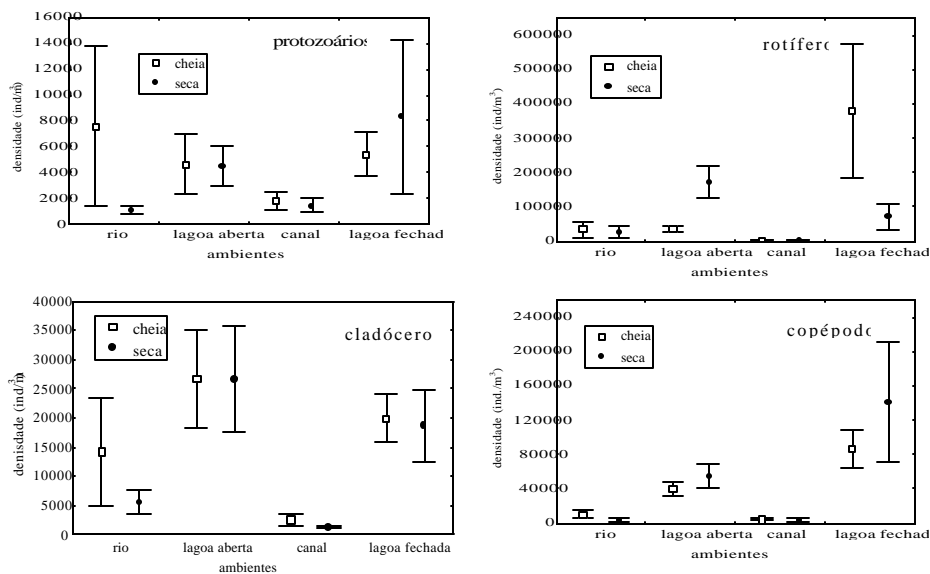 16000
14000
12000
10000
8000
6000
4000
2000
0
densidade (ind/m³)
protozoários
cheia
seca
rio lagoa aberta canal lagoa fechad
ambientes
600000
500000
400000
300000
200000
100000
0
densidade (ind/m³)
rotífero
cheia
seca
rio lagoa aberta canal lagoa fechad
ambientes
40000
35000
30000
25000
20000
15000
10000
5000
0
denisdade (ind/m³)
cladócero
cheia
seca
rio lagoa aberta canal lagoa fechada
ambientes
240000
200000
160000
120000
80000
40000
0
densidade (ind./m³)
copépodo
cheia
seca
rio lagoa aberta canal lagoa fechad
ambientes